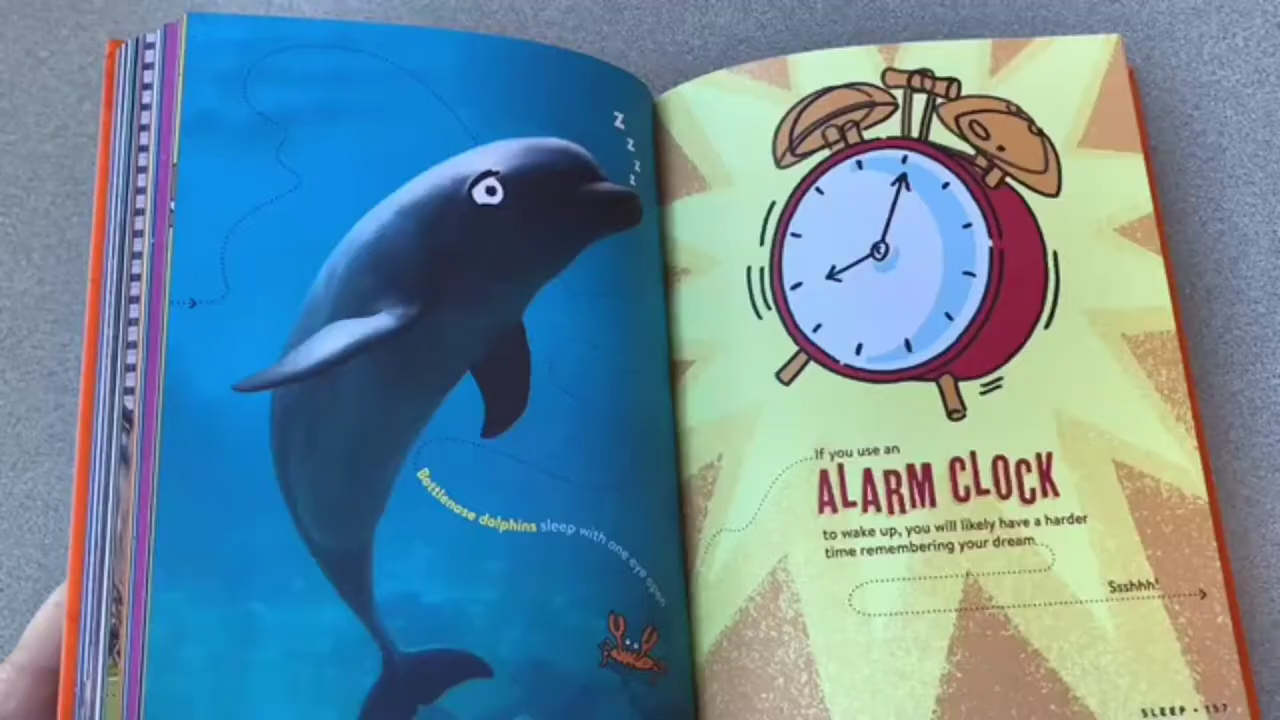 Z
Z
Z
Z
Bottlenose dolphins sleep with one eye open
If you use an
ALARM CLOCK
to wake up, you will likely have a harder
time remembering your dream.
Ssshhh!
SLEEP • 157